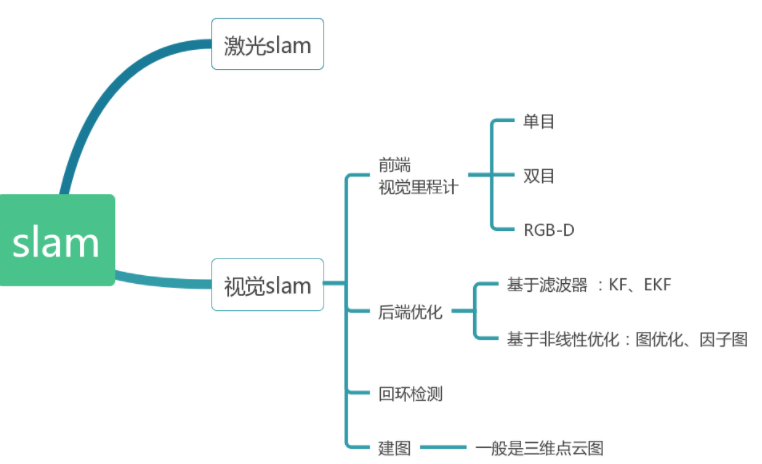 激光slam
slam
视觉slam
前端
视觉里程计
单目
双目
RGB-D
后端优化
基于滤波器 ：KF、EKF
基于非线性优化：图优化、因子图
回环检测
建图
一般是三维点云图